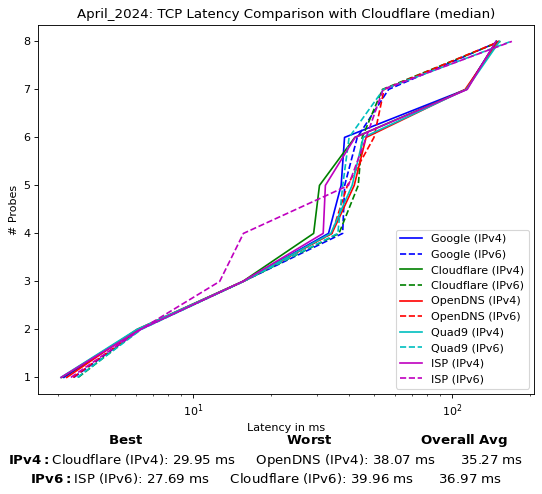 April_2024: TCP Latency Comparison with Cloudflare (median)
8
7
6
5
4
3
2
1
# Probes
Google (IPv4)
Google (IPv6)
Cloudflare (IPv4)
Cloudflare (IPv6)
OpenDNS (IPv4)
OpenDNS (IPv6)
Quad9 (IPv4)
Quad9 (IPv6)
ISP (IPv4)
ISP (IPv6)
10¹ 10²
Latency in ms
Best Worst Overall Avg
IPv4: Cloudflare (IPv4): 29.95 ms OpenDNS (IPv4): 38.07 ms 35.27 ms
IPv6: ISP (IPv6): 27.69 ms Cloudflare (IPv6): 39.96 ms 36.97 ms